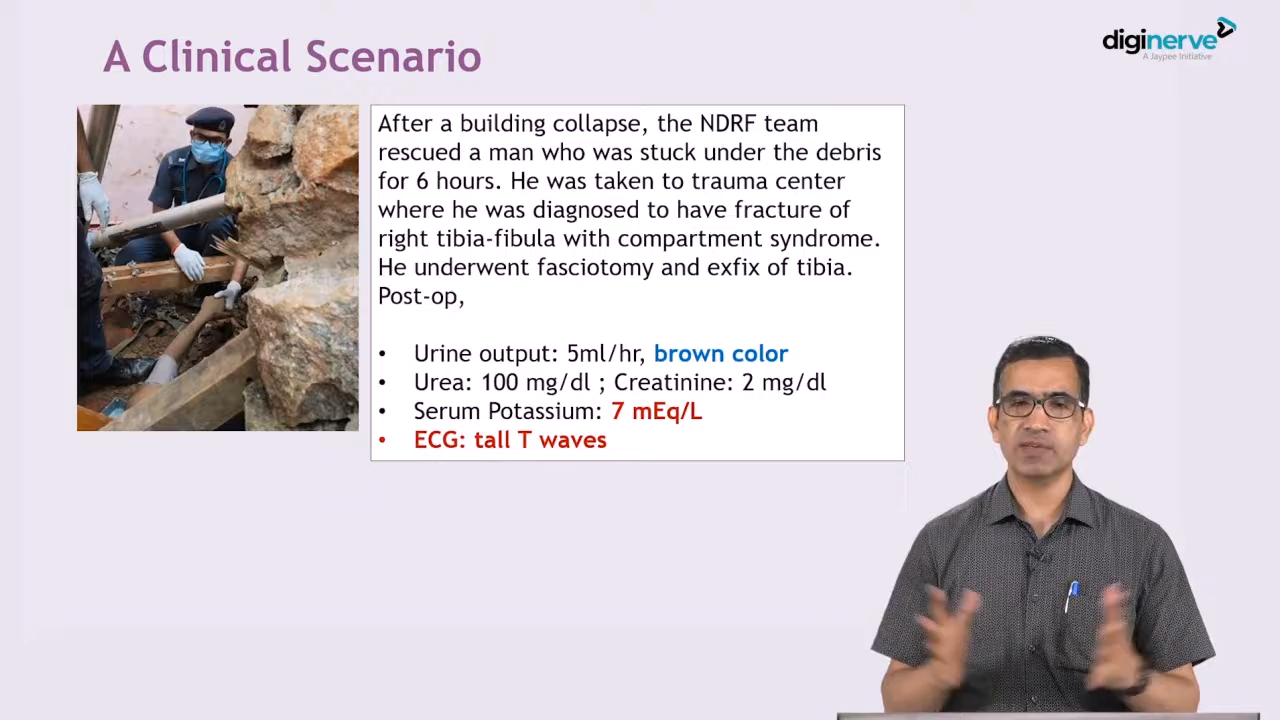 A Clinical Scenario
diginerve
A Jaypee Initiative
After a building collapse, the NDRF team
rescued a man who was stuck under the debris
for 6 hours. He was taken to trauma center
where he was diagnosed to have fracture of
right tibia-fibula with compartment syndrome.
He underwent fasciotomy and exfix of tibia.
Post-op,
• Urine output: 5ml/hr, brown color
• Urea: 100 mg/dl ; Creatinine: 2 mg/dl
• Serum Potassium: 7 mEq/L
• ECG: tall T waves